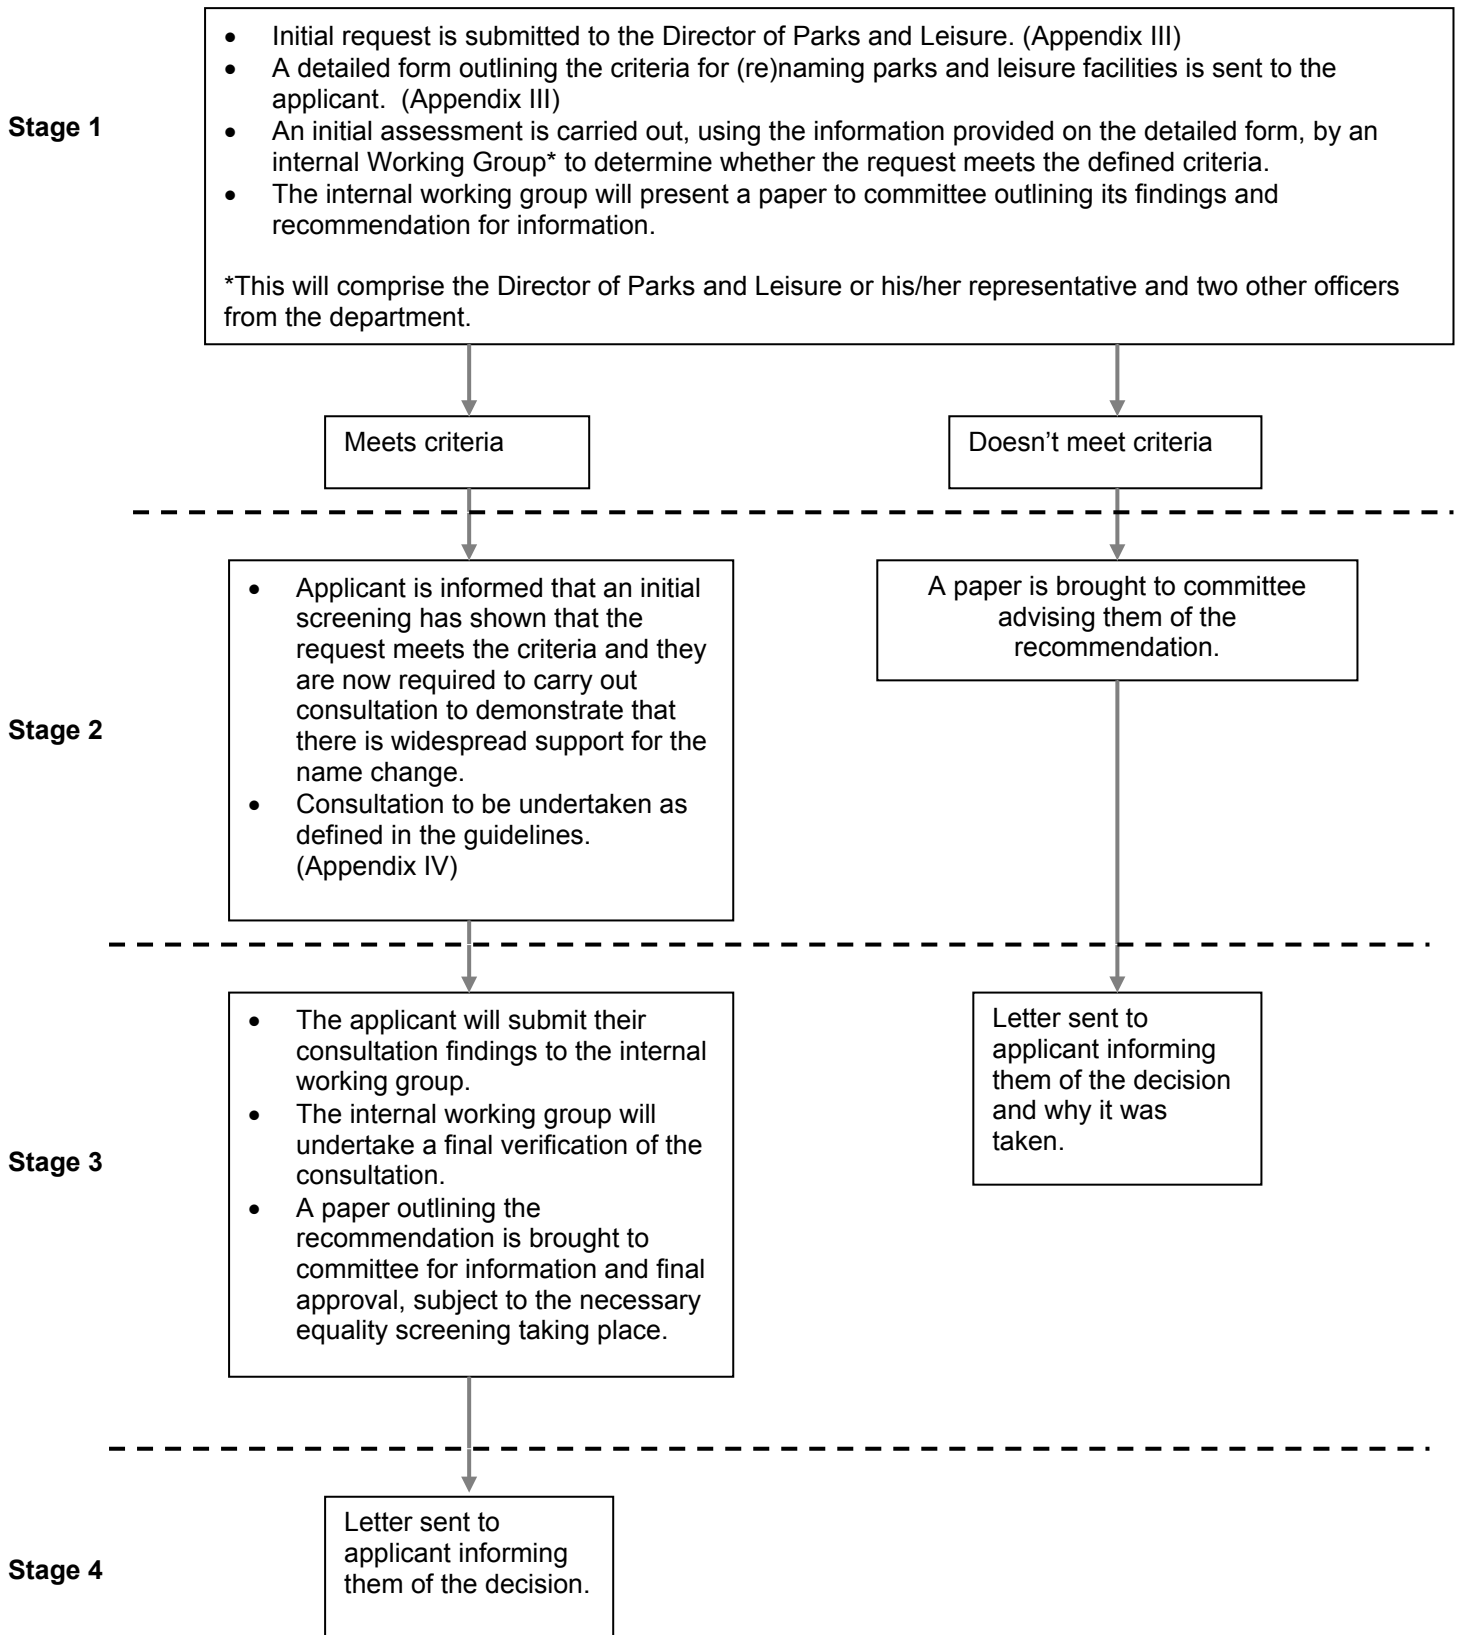 Stage 1
• Initial request is submitted to the Director of Parks and Leisure. (Appendix III)
• A detailed form outlining the criteria for (re)naming parks and leisure facilities is sent to the
applicant.  (Appendix III)
• An initial assessment is carried out, using the information provided on the detailed form, by an
internal Working Group* to determine whether the request meets the defined criteria.
• The internal working group will present a paper to committee outlining its findings and
recommendation for information.
*This will comprise the Director of Parks and Leisure or his/her representative and two other officers
from the department.
Meets criteria
Doesn’t meet criteria
Stage 2
• Applicant is informed that an initial
screening has shown that the
request meets the criteria and they
are now required to carry out
consultation to demonstrate that
there is widespread support for the
name change.
• Consultation to be undertaken as
defined in the guidelines.
(Appendix IV)
A paper is brought to committee
advising them of the
recommendation.
Stage 3
• The applicant will submit their
consultation findings to the internal
working group.
• The internal working group will
undertake a final verification of the
consultation.
• A paper outlining the
recommendation is brought to
committee for information and final
approval, subject to the necessary
equality screening taking place.
Letter sent to
applicant informing
them of the decision
and why it was
taken.
Stage 4
Letter sent to
applicant informing
them of the decision.